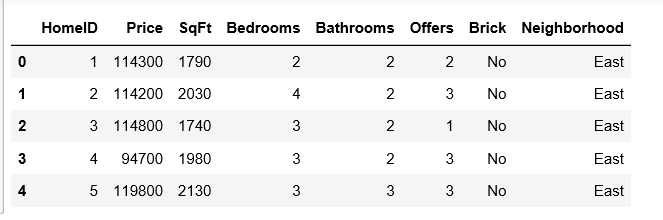 HomeID Price SqFt Bedrooms Bathrooms Offers Brick Neighborhood
0 1 114300 1790 2 2 2 No East
1 2 114200 2030 4 2 3 No East
2 3 114800 1740 3 2 1 No East
3 4 94700 1980 3 2 3 No East
4 5 119800 2130 3 3 3 No East